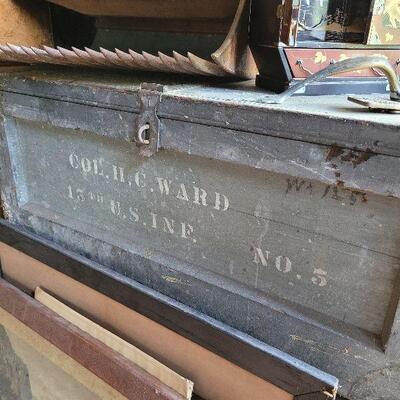 COL. H. C. WARD
15TH U.S. INF.
NO. 5